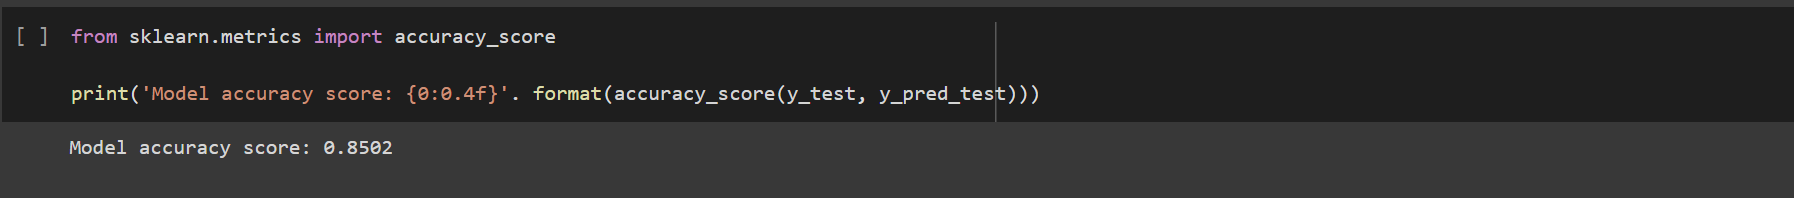 [ ] from sklearn.metrics import accuracy_score
print('Model accuracy score: {0:0.4f}'. format(accuracy_score(y_test, y_pred_test)))
Model accuracy score: 0.8502